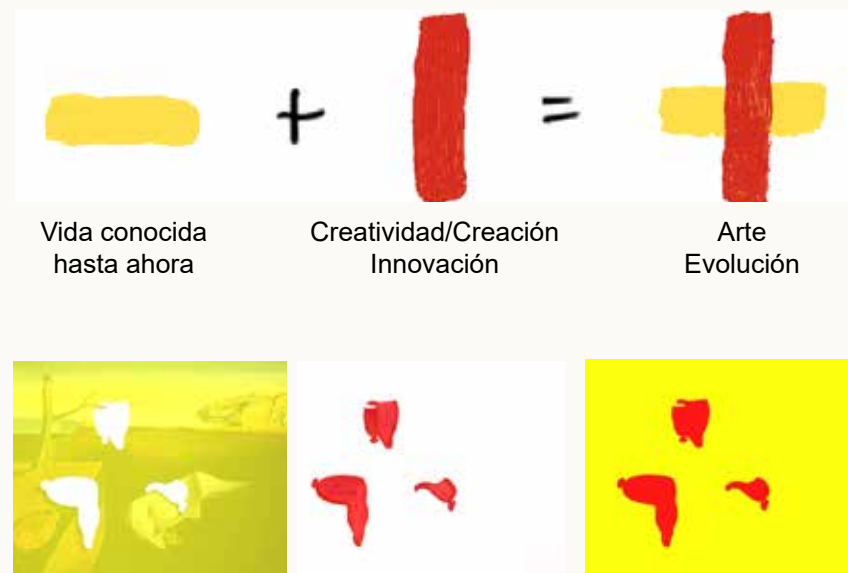 + =
Vida conocida
hasta ahora
Creatividad/Creación
Innovación
Arte
Evolución